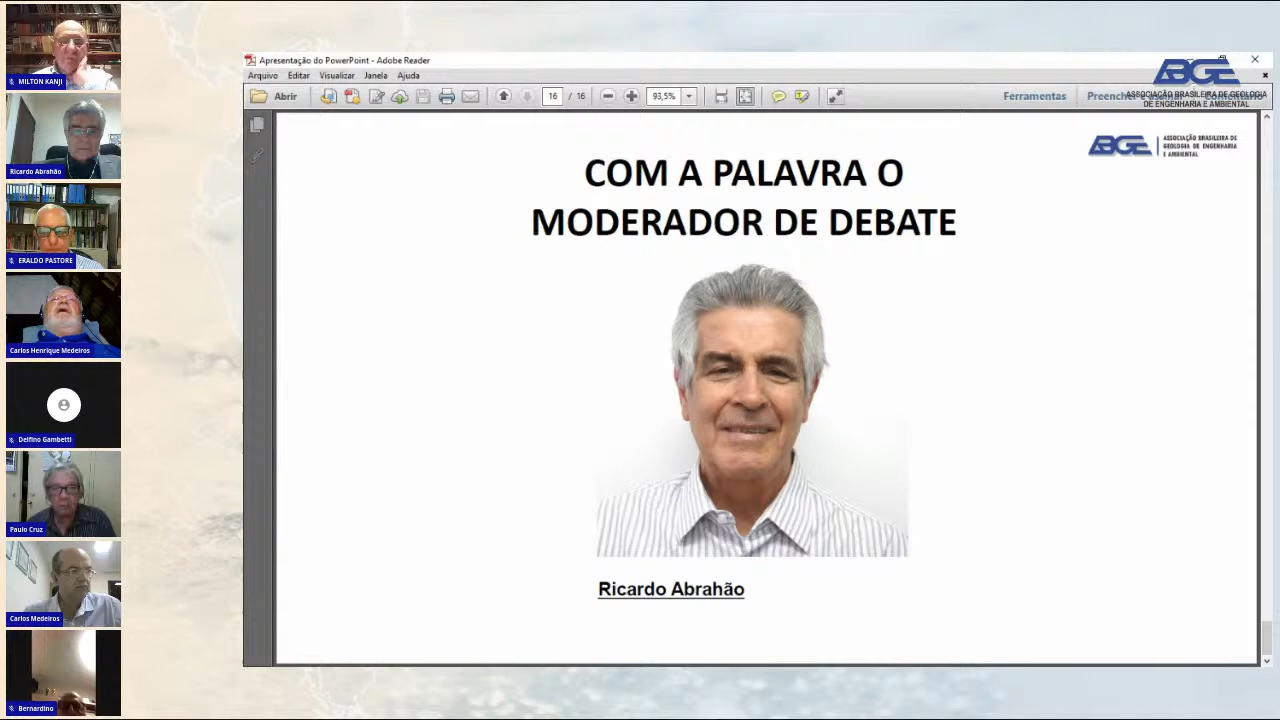 MILTON KANJI
Ricardo Abrahão
ERALDO PASTORE
Carlos Henrique Medeiros
Delfino Gambetti
Paulo Cruz
Carlos Medeiros
Bernardino
Apresentação do PowerPoint - Adobe Reader
Arquivo Editar Visualizar Janela Ajuda
Abrir
16 / 16
93,5%
Ferramentas
ABGE
ASSOCIAÇÃO BRASILEIRA DE GEOLOGIA
DE ENGENHARIA E AMBIENTAL
ABGE
ASSOCIAÇÃO BRASILEIRA DE
GEOLOGIA DE ENGENHARIA
E AMBIENTAL
COM A PALAVRA O
MODERADOR DE DEBATE
Ricardo Abrahão